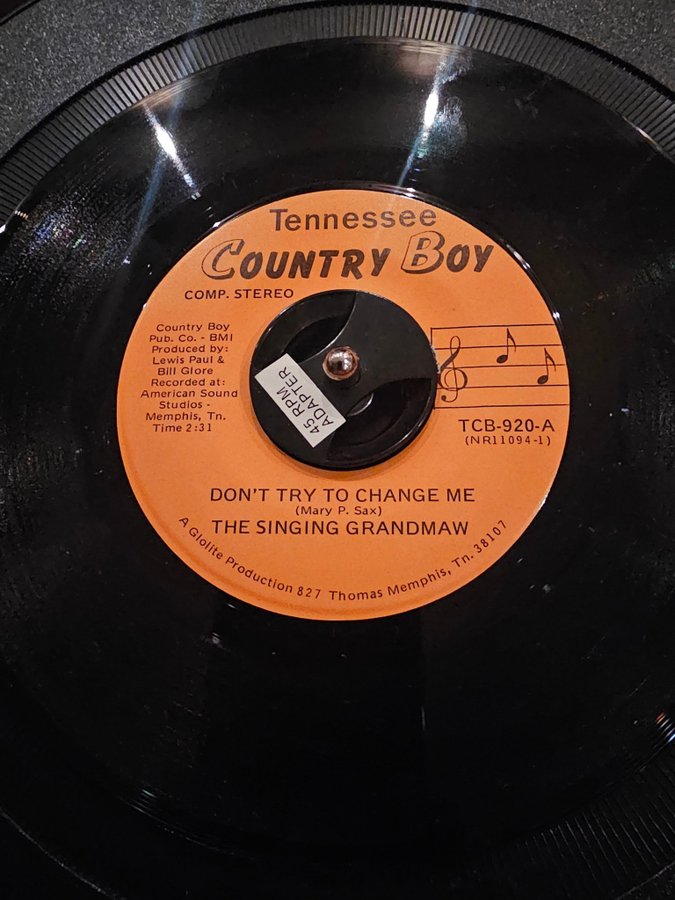 Tennessee
COUNTRY BOY
COMP. STEREO
Country Boy
Pub. Co. - BMI
Produced by:
Lewis Paul &
Bill Glore
Recorded at:
American Sound
Studios -
Memphis, Tn.
Time 2:31
45 RPM
ADAPTER
TCB-920-A
(NR11094-1)
DON'T TRY TO CHANGE ME
(Mary P. Sax)
THE SINGING GRANDMAW
A Glolite Production 827 Thomas Memphis, Tn. 38107